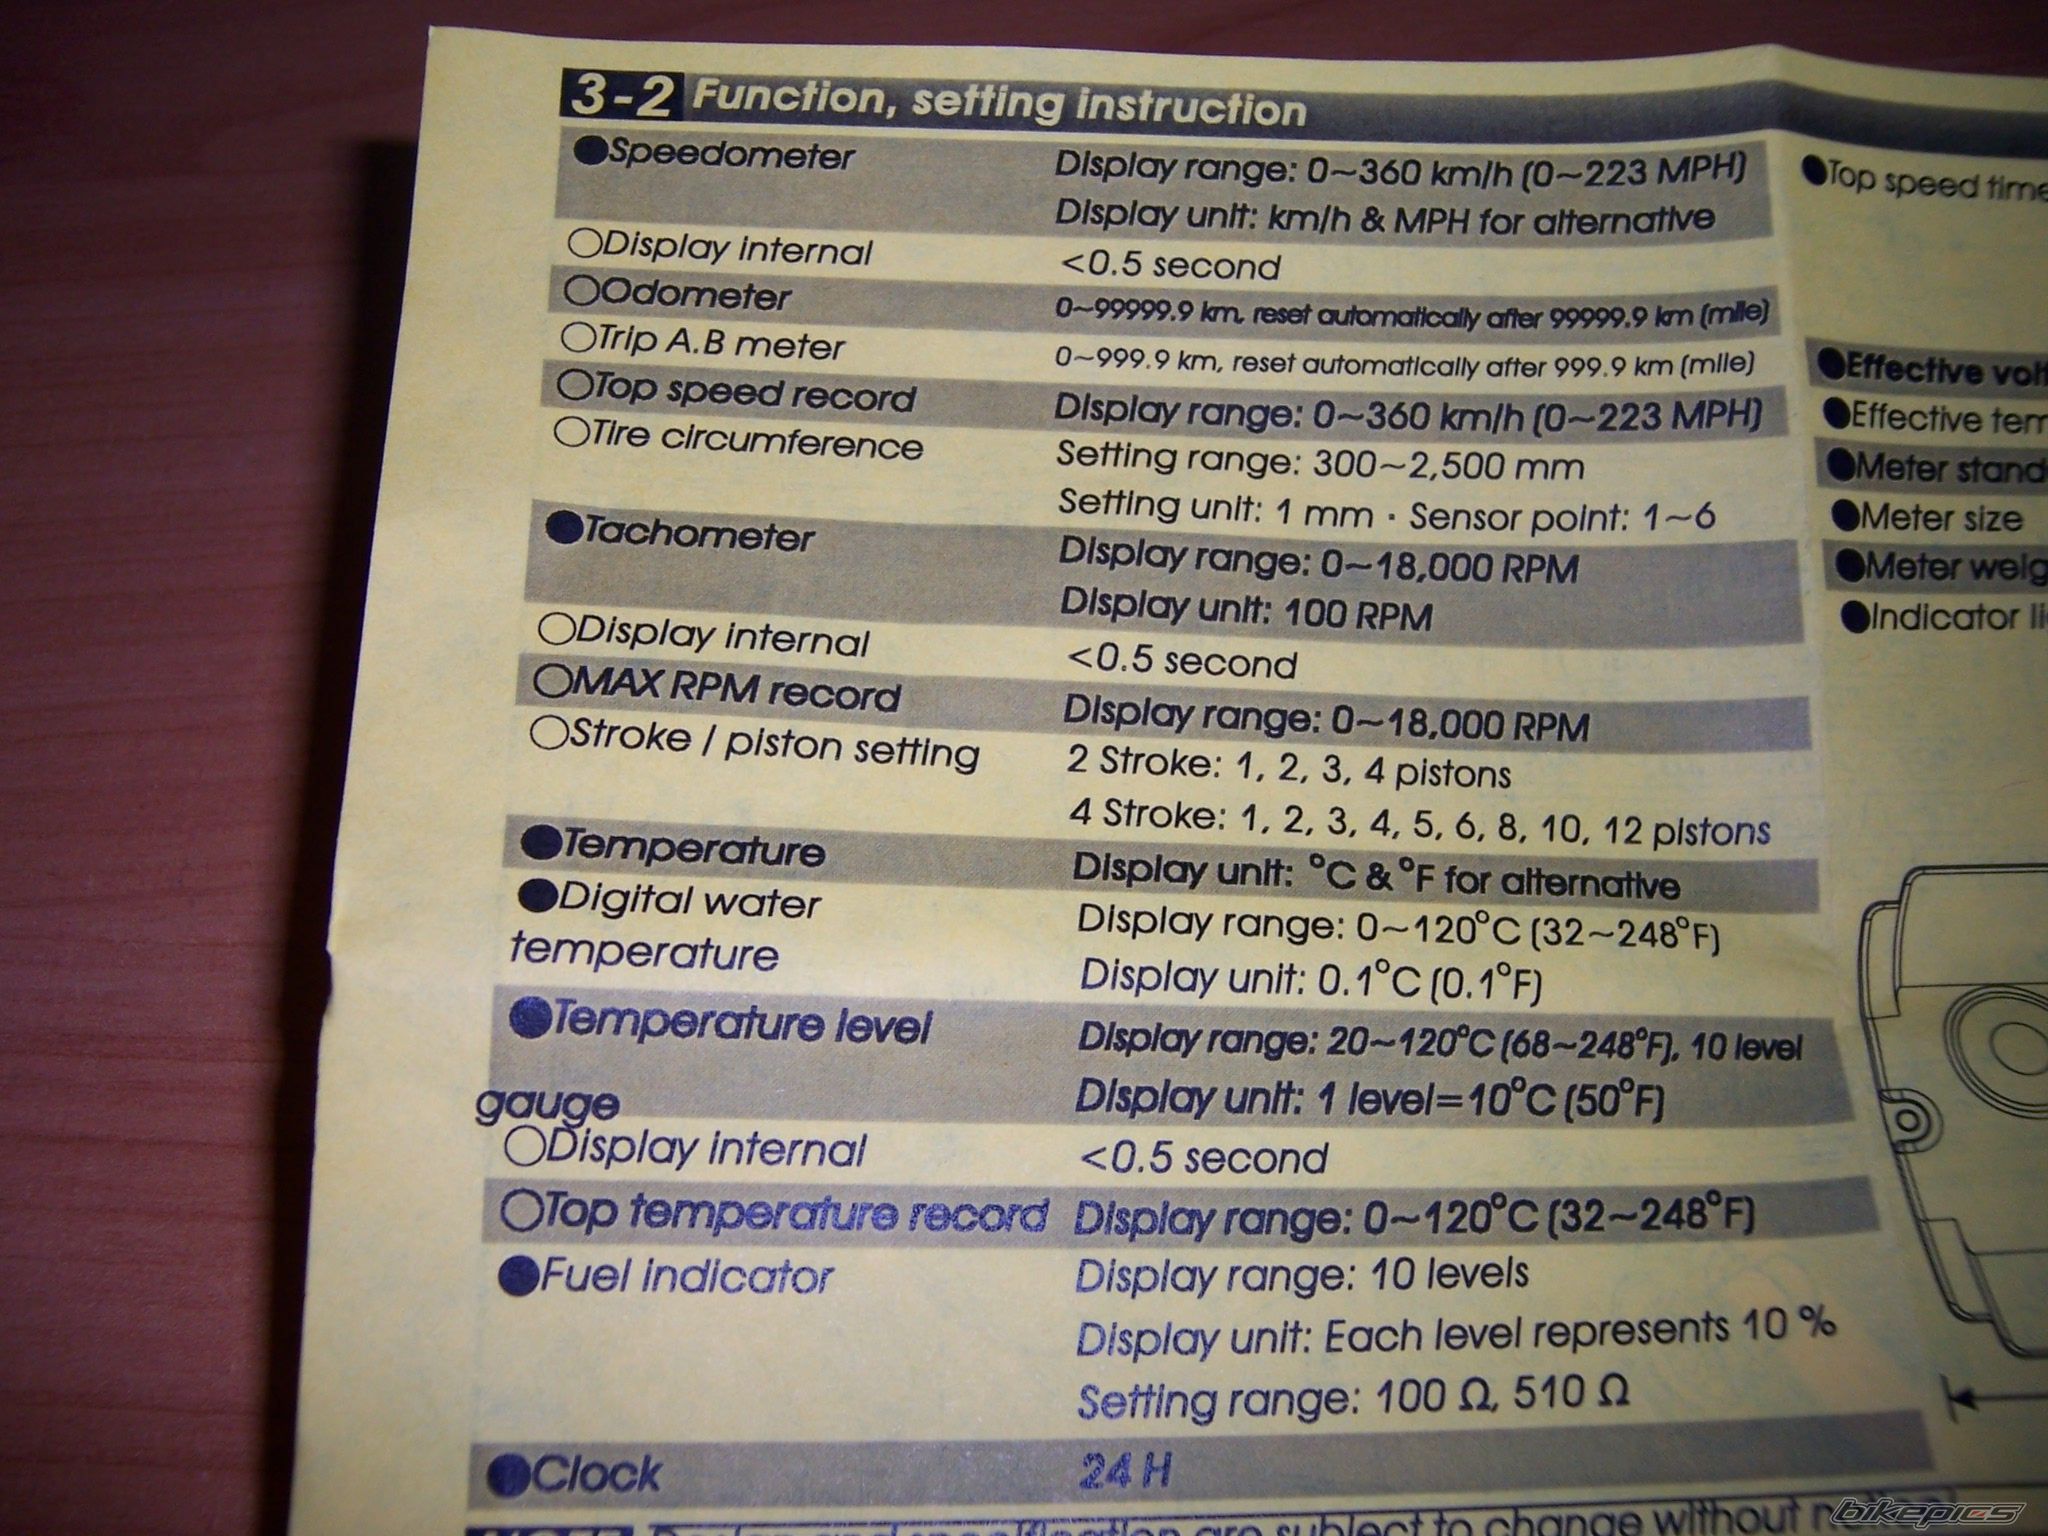 3-2 Function, setting instruction
●Speedometer Display range: 0~360 km/h (0~223 MPH)
Display unit: km/h & MPH for alternative
○Display internal <0.5 second
○Odometer 0~99999.9 km, reset automatically after 99999.9 km (mile)
○Trip A.B meter 0~999.9 km, reset automatically after 999.9 km (mile)
○Top speed record Display range: 0~360 km/h (0~223 MPH)
○Tire circumference Setting range: 300~2,500 mm
Setting unit: 1 mm · Sensor point: 1~6
●Tachometer Display range: 0~18,000 RPM
Display unit: 100 RPM
○Display internal <0.5 second
○MAX RPM record Display range: 0~18,000 RPM
○Stroke / piston setting 2 Stroke: 1, 2, 3, 4 pistons
4 Stroke: 1, 2, 3, 4, 5, 6, 8, 10, 12 pistons
●Temperature Display unit: °C & °F for alternative
●Digital water Display range: 0~120°C (32~248°F)
temperature Display unit: 0.1°C (0.1°F)
●Temperature level Display range: 20~120°C (68~248°F), 10 level
gauge Display unit: 1 level=10°C (50°F)
○Display internal <0.5 second
○Top temperature record Display range: 0~120°C (32~248°F)
●Fuel indicator Display range: 10 levels
Display unit: Each level represents 10 %
Setting range: 100 Ω, 510 Ω
●Clock 24 H
are subject to change without
●Top speed
●Effective
●Effective
●Meter
●Meter size
●Meter
●Indicator
bikepics